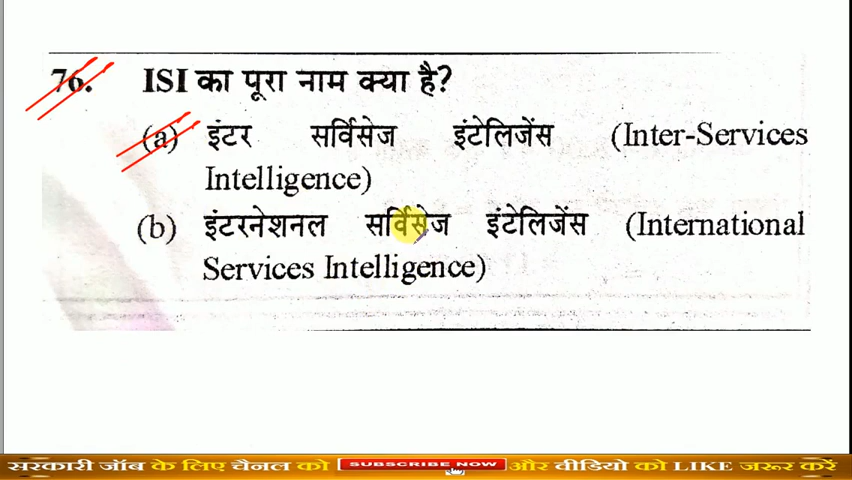 76. ISI का पूरा नाम क्या है?
(a) इंटर सर्विसेज इंटेलिजेंस (Inter-Services
Intelligence)
(b) इंटरनेशनल सर्विसेज इंटेलिजेंस (International
Services Intelligence)
सरकारी जॉब के लिए चैनल को SUBSCRIBE NOW और वीडियो को LIKE जरूर करें